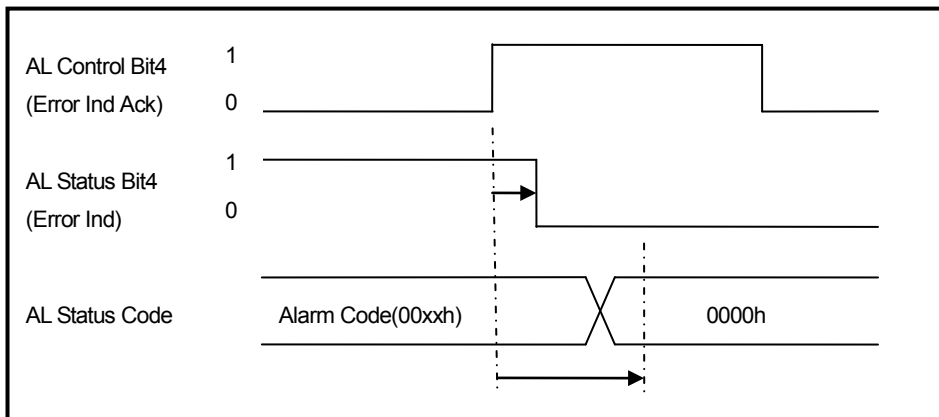 AL Control Bit4
(Error Ind Ack)
1
0
AL Status Bit4
(Error Ind)
1
0
AL Status Code
Alarm Code(00xxh)
0000h